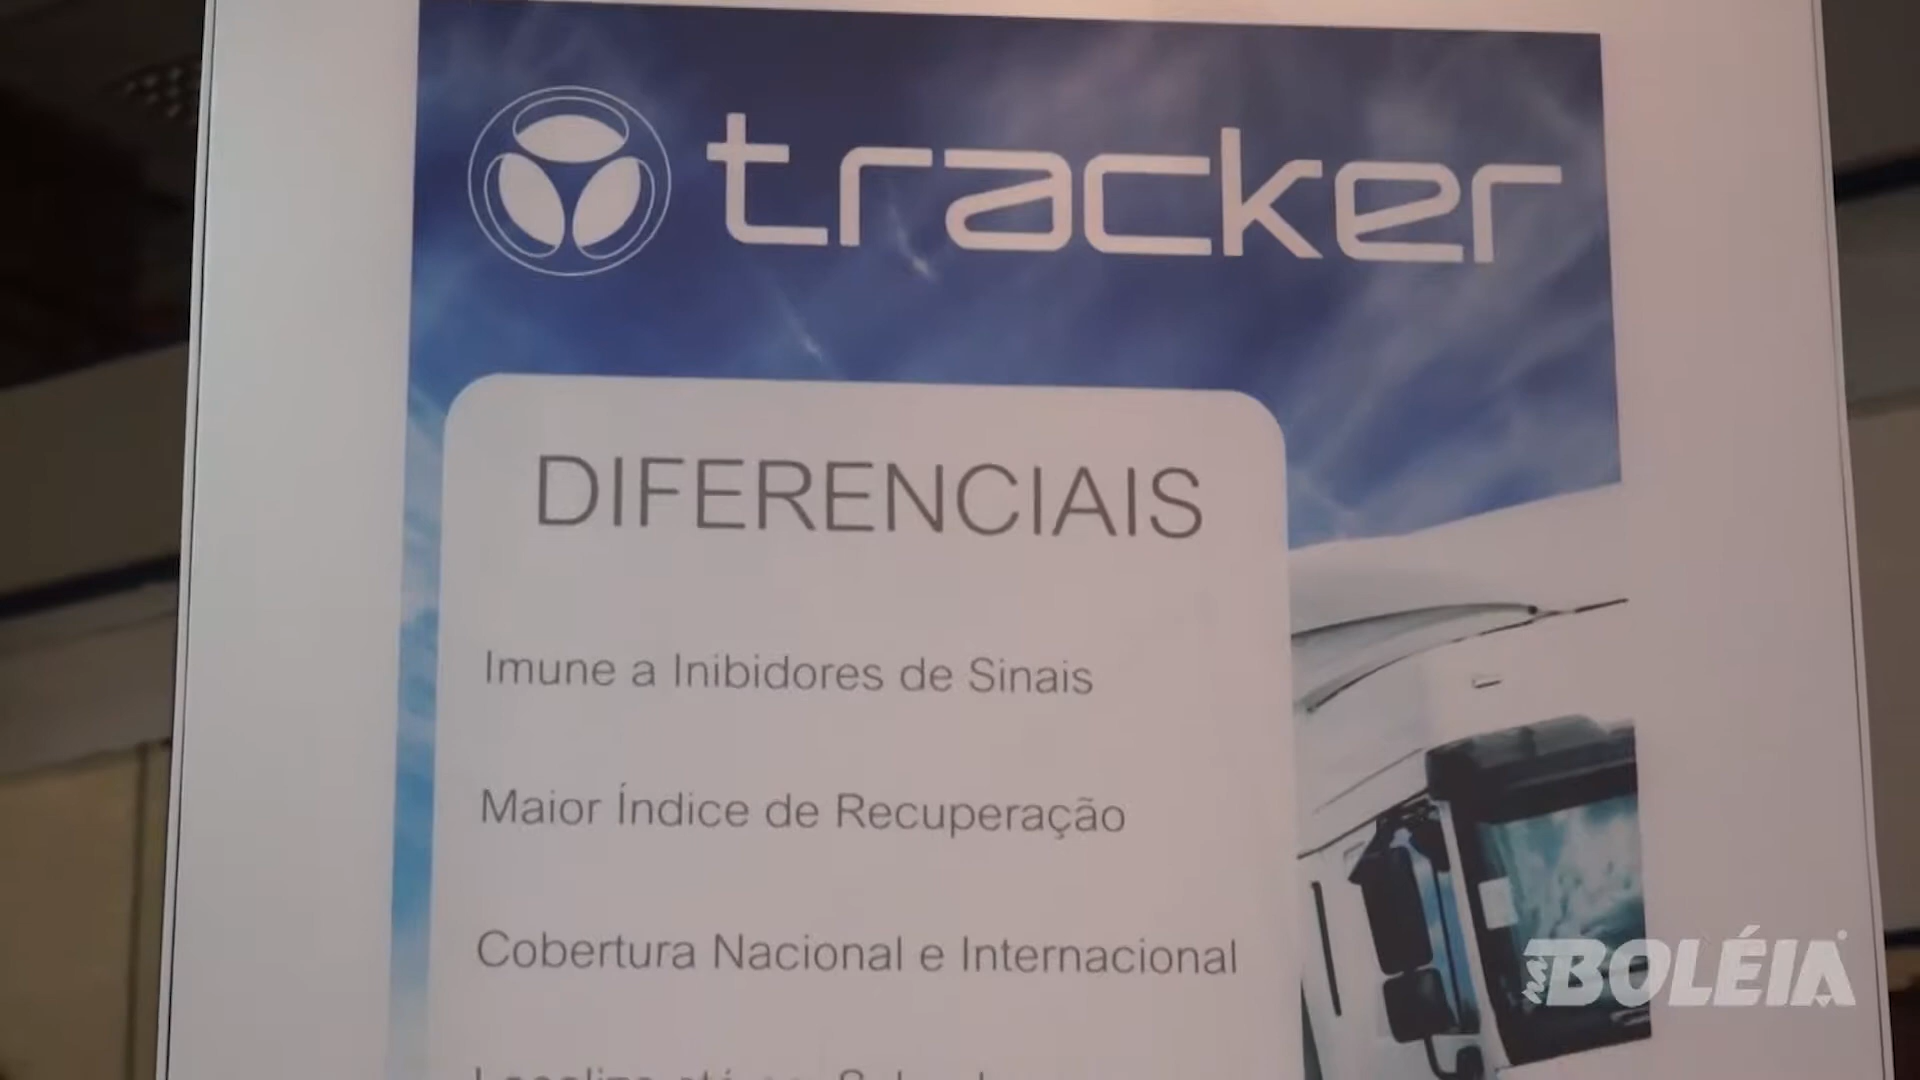 tracker
DIFERENCIAIS
Imune a Inibidores de Sinais
Maior Índice de Recuperação
Cobertura Nacional e Internacional
BOLÉIA